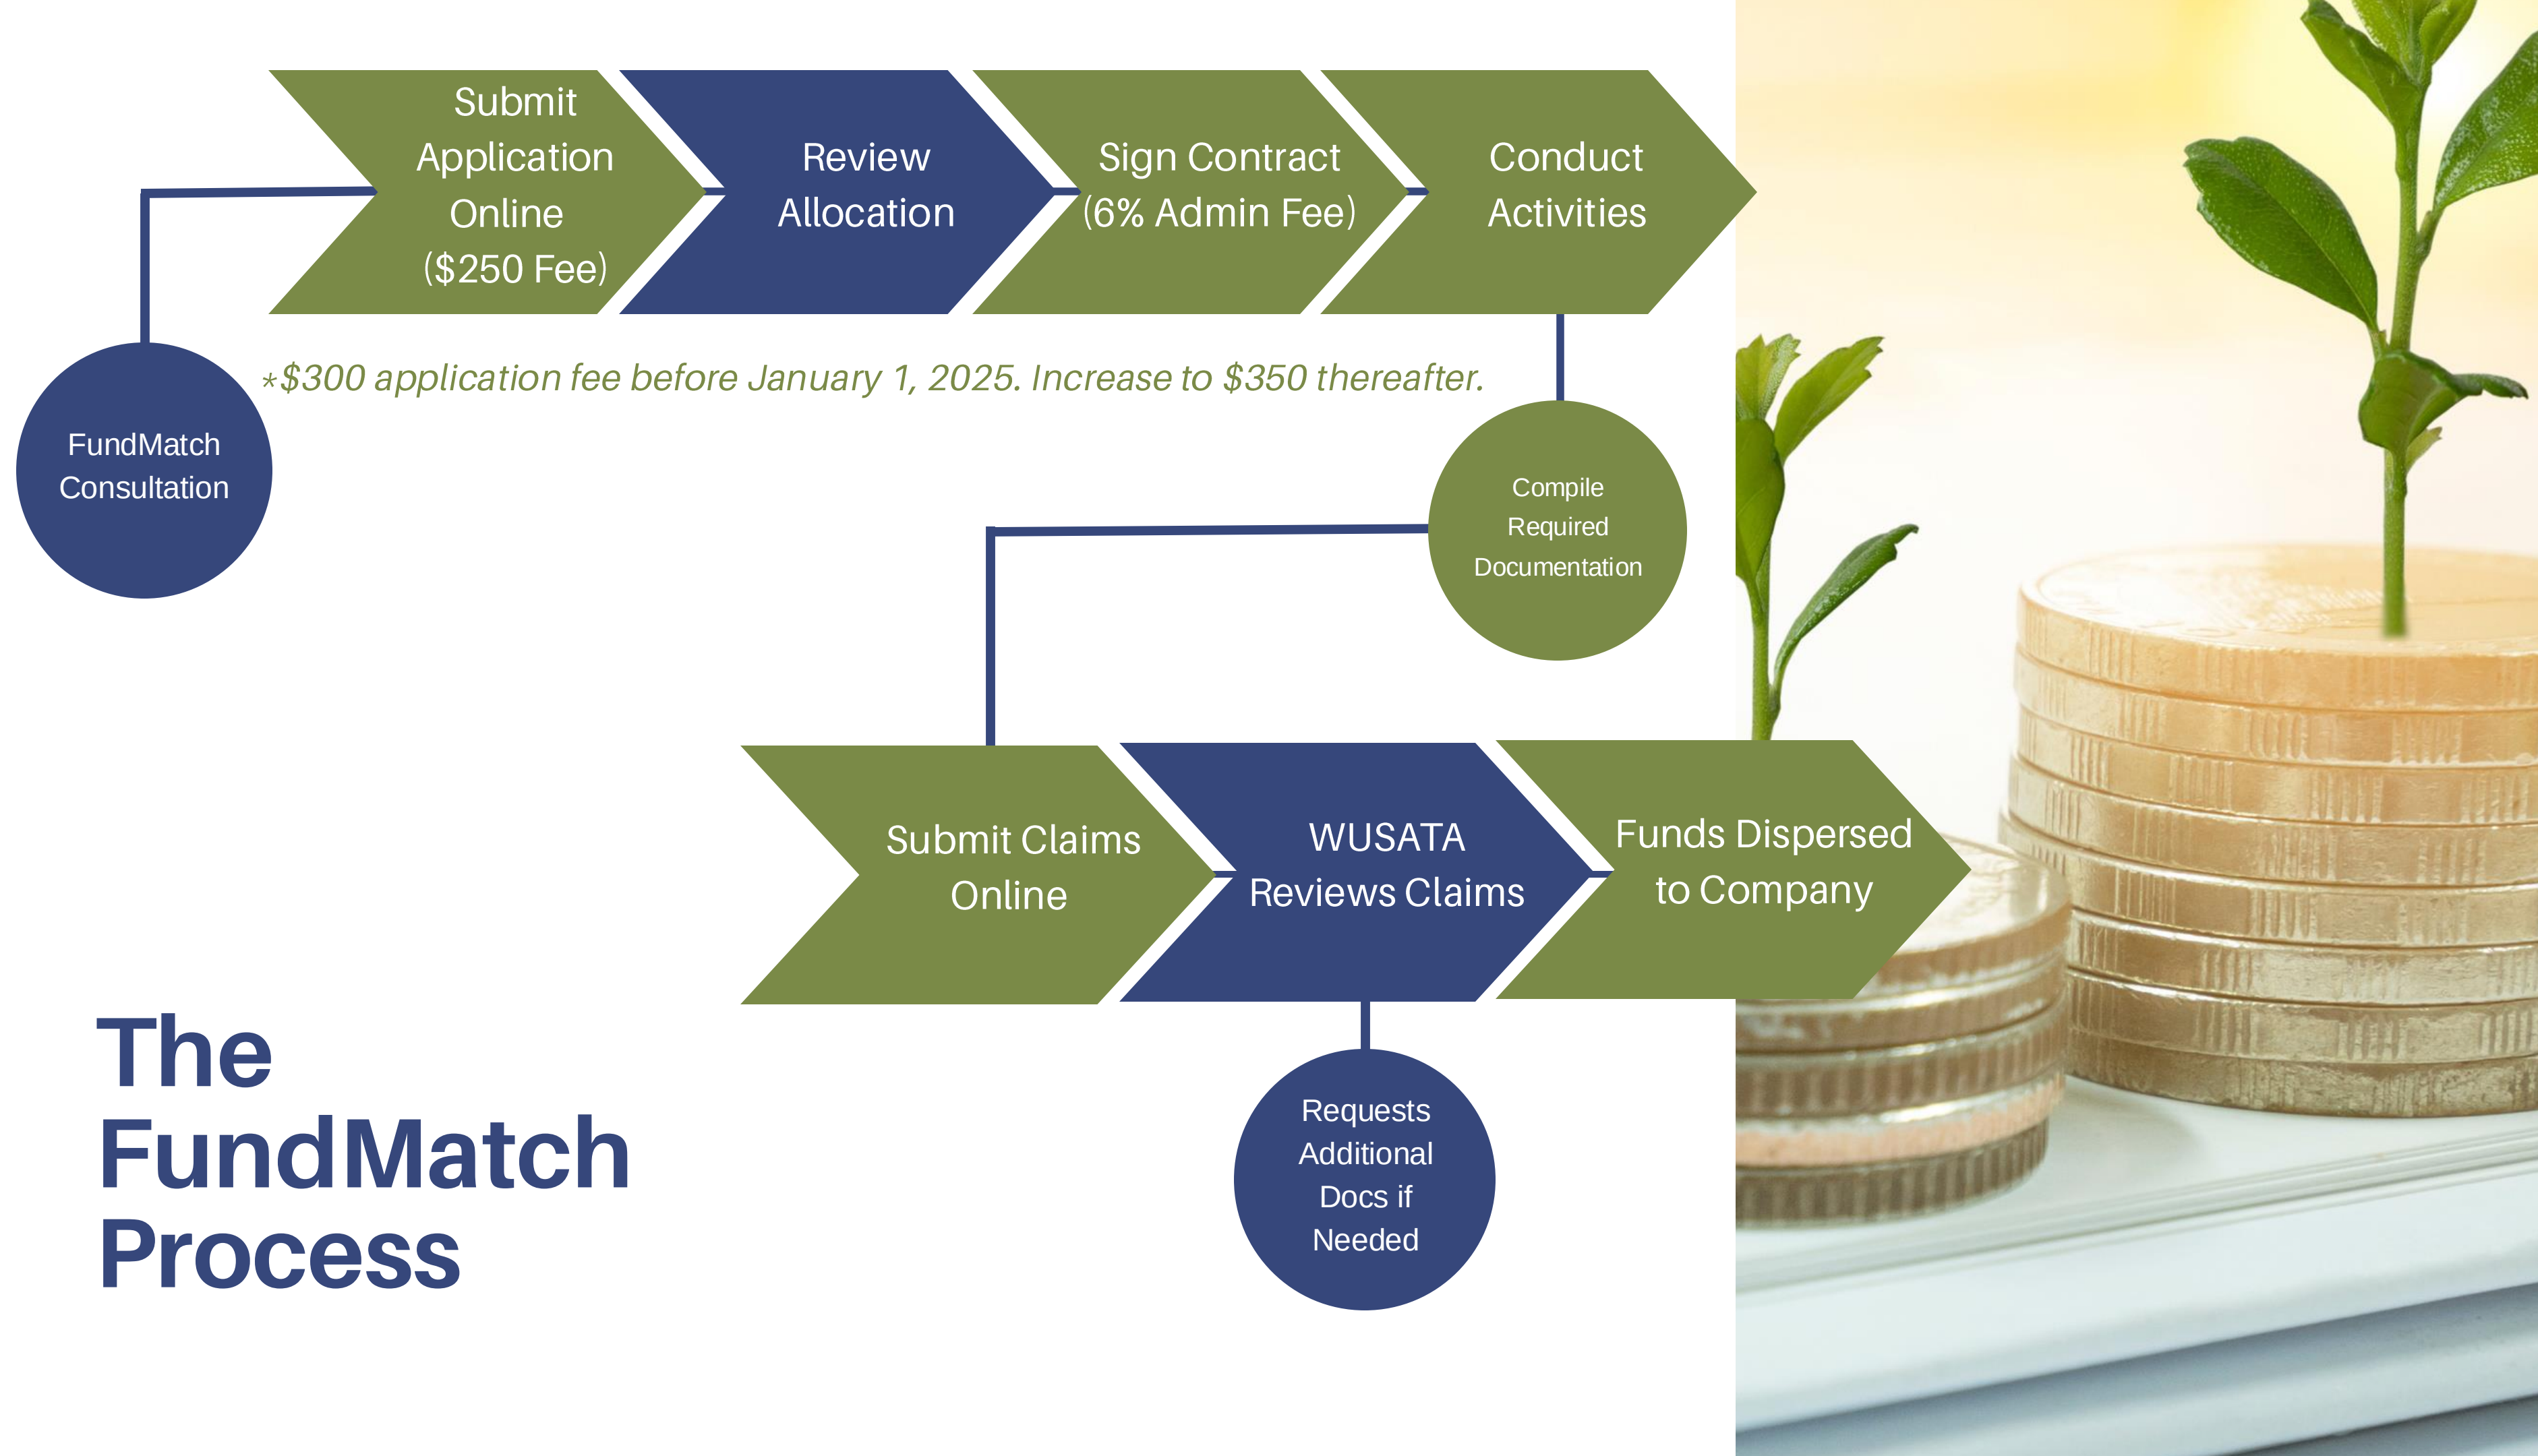 Submit
Application
Online
($250 Fee)
Review
Allocation
Sign Contract
(6% Admin Fee)
Conduct
Activities
*$300 application fee before January 1, 2025. Increase to $350 thereafter.
FundMatch
Consultation
Compile
Required
Documentation
Submit Claims
Online
WUSATA
Reviews Claims
Funds Dispersed
to Company
Requests
Additional
Docs if
Needed
The
FundMatch
Process